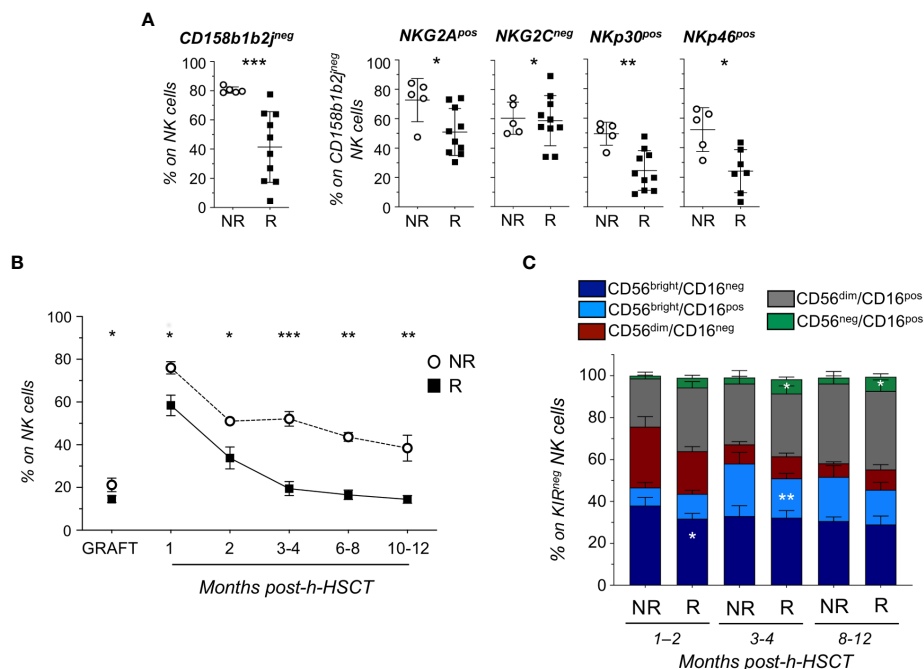 A
CD158b1b2j^neg
NKG2A^pos
NKG2C^neg
NKp30^pos
NKp46^pos
***
*
*
**
*
% on NK cells
100
80
60
40
20
0
NR R
% on CD158b1b2j^neg
NK cells
100
80
60
40
20
0
NR R
NR R
NR R
NR R
B
% on NK cells
100
80
60
40
20
0
* * * *** ** **
NR
R
GRAFT 1 2 3-4 6-8 10-12
Months post-h-HSCT
C
CD56^bright/CD16^neg
CD56^bright/CD16^pos
CD56^dim/CD16^neg
CD56^dim/CD16^pos
CD56^neg/CD16^pos
% on KIR^neg NK cells
100
80
60
40
20
0
*
*
**
*
NR R NR R NR R
1–2 3-4 8-12
Months post-h-HSCT